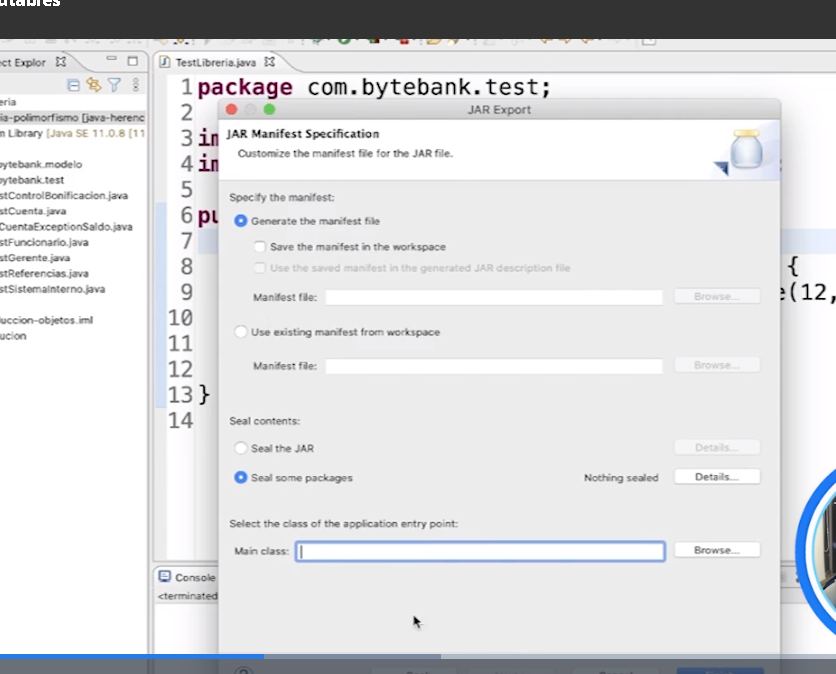 utables
ct Explor
TestLibreria.java
1 package com.bytebank.test;
2
3 im
4 im
5
6 pu
7
8 {
9 e(12,
10
11
12
13 }
14
eria
ia-polimorfismo [java-herenc
n Library [Java SE 11.0.8 [11
ytebank.modelo
ytebank.test
stControlBonificacion.java
stCuenta.java
CuentaExceptionSaldo.java
stFuncionario.java
stGerente.java
stReferencias.java
stSistemaInterno.java
uccion-objetos.iml
ucion
JAR Export
JAR Manifest Specification
Customize the manifest file for the JAR file.
Specify the manifest:
Generate the manifest file
Save the manifest in the workspace
Use the saved manifest in the generated JAR description file
Manifest file: Browse...
Use existing manifest from workspace
Manifest file: Browse...
Seal contents:
Seal the JAR Details...
Seal some packages Nothing sealed Details...
Select the class of the application entry point:
Main class: Browse...
Console
<terminated